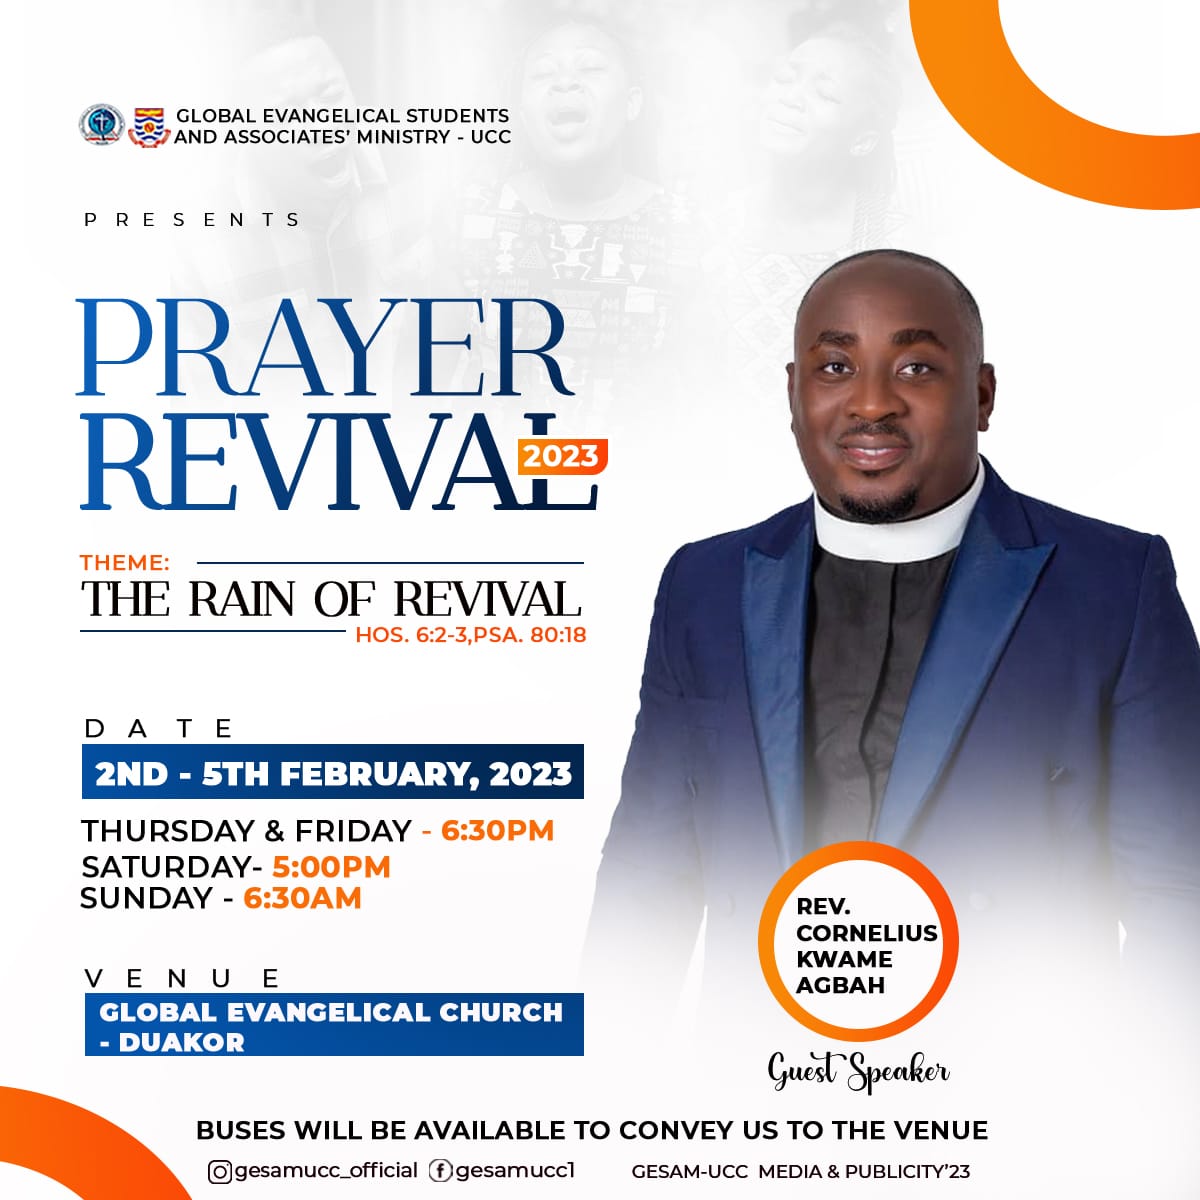 GLOBAL EVANGELICAL STUDENTS
AND ASSOCIATES' MINISTRY - UCC
PRESENTS
PRAYER
REVIVAL
2023
THEME:
THE RAIN OF REVIVAL
HOS. 6:2-3,PSA. 80:18
DATE
2ND - 5TH FEBRUARY, 2023
THURSDAY & FRIDAY - 6:30PM
SATURDAY- 5:00PM
SUNDAY - 6:30AM
VENUE
GLOBAL EVANGELICAL CHURCH
- DUAKOR
REV.
CORNELIUS
KWAME
AGBAH
Guest Speaker
BUSES WILL BE AVAILABLE TO CONVEY US TO THE VENUE
gesamucc_official gesamucc1 GESAM-UCC MEDIA & PUBLICITY'23